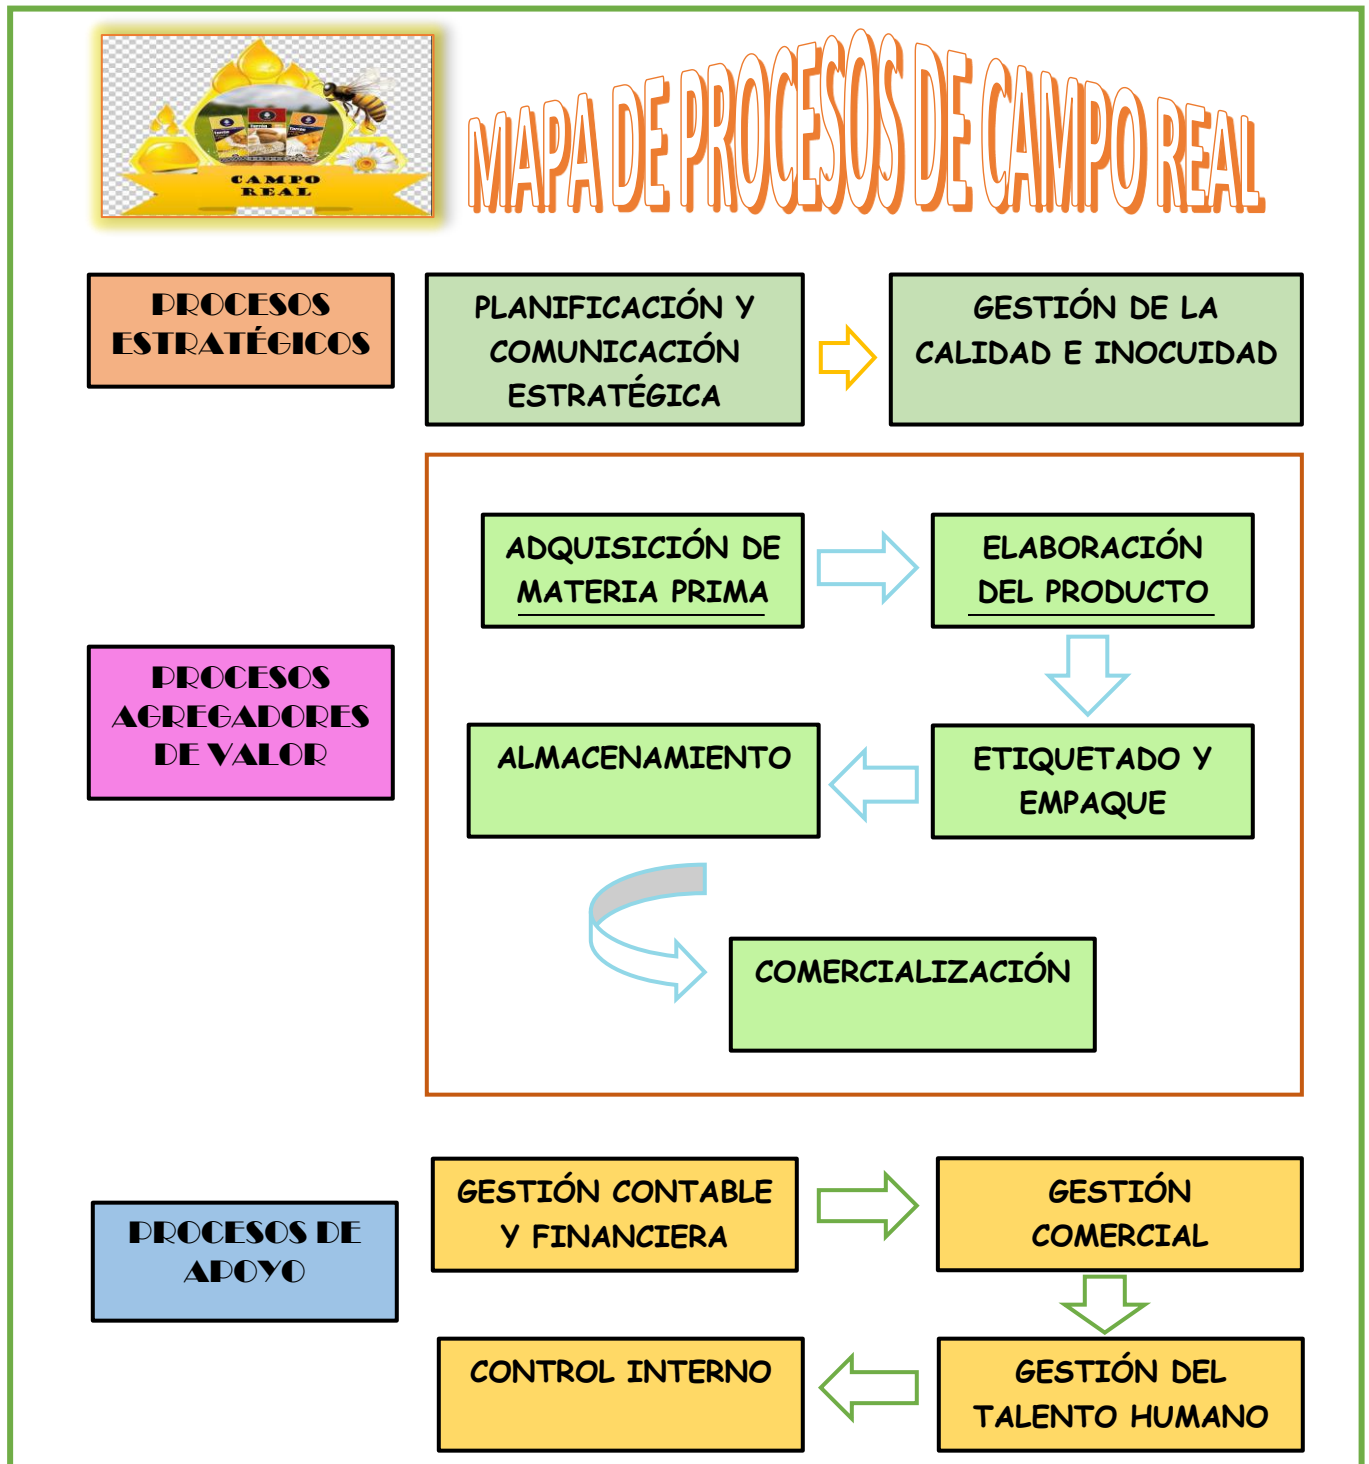 CAMPO
REAL
MAPA DE PROCESOS DE CAMPO REAL
PROCESOS
ESTRATÉGICOS
PLANIFICACIÓN Y
COMUNICACIÓN
ESTRATÉGICA
GESTIÓN DE LA
CALIDAD E INOCUIDAD
PROCESOS
AGREGADORES
DE VALOR
ADQUISICIÓN DE
MATERIA PRIMA
ELABORACIÓN
DEL PRODUCTO
ETIQUETADO Y
EMPAQUE
ALMACENAMIENTO
COMERCIALIZACIÓN
PROCESOS DE
APOYO
GESTIÓN CONTABLE
Y FINANCIERA
GESTIÓN
COMERCIAL
GESTIÓN DEL
TALENTO HUMANO
CONTROL INTERNO